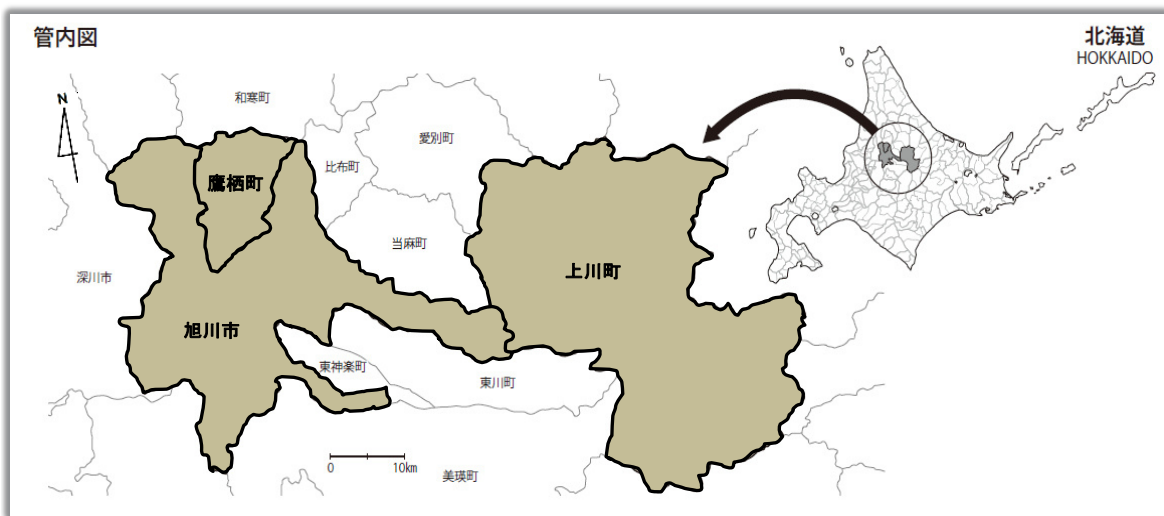 管内図
北海道
HOKKAIDO
N
和寒町
愛別町
比布町
鷹栖町
当麻町
上川町
深川市
旭川市
東神楽町
東川町
0 10km
美瑛町